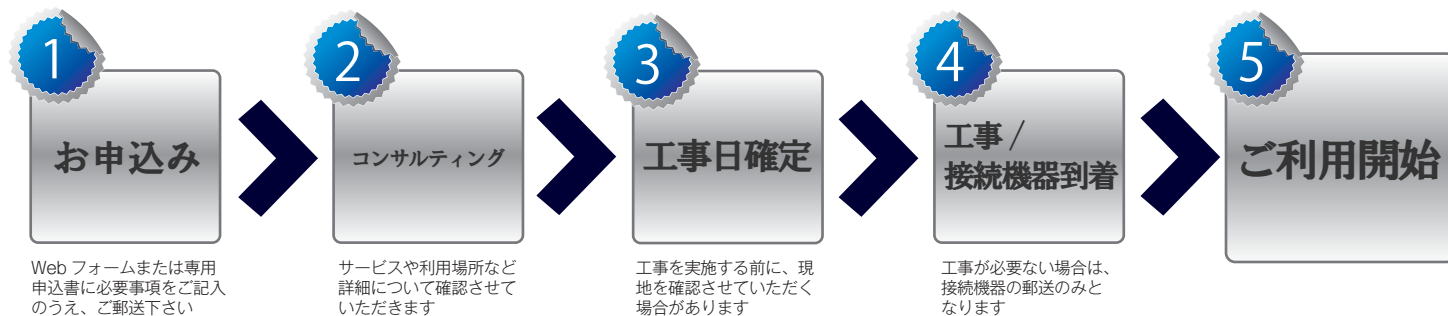 1
お申込み
Web フォームまたは専用
申込書に必要事項をご記入
のうえ、ご郵送下さい
2
コンサルティング
サービスや利用場所など
詳細について確認させて
いただきます
3
工事日確定
工事を実施する前に、現
地を確認させていただく
場合があります
4
工事 /
接続機器到着
工事が必要ない場合は、
接続機器の郵送のみと
なります
5
ご利用開始